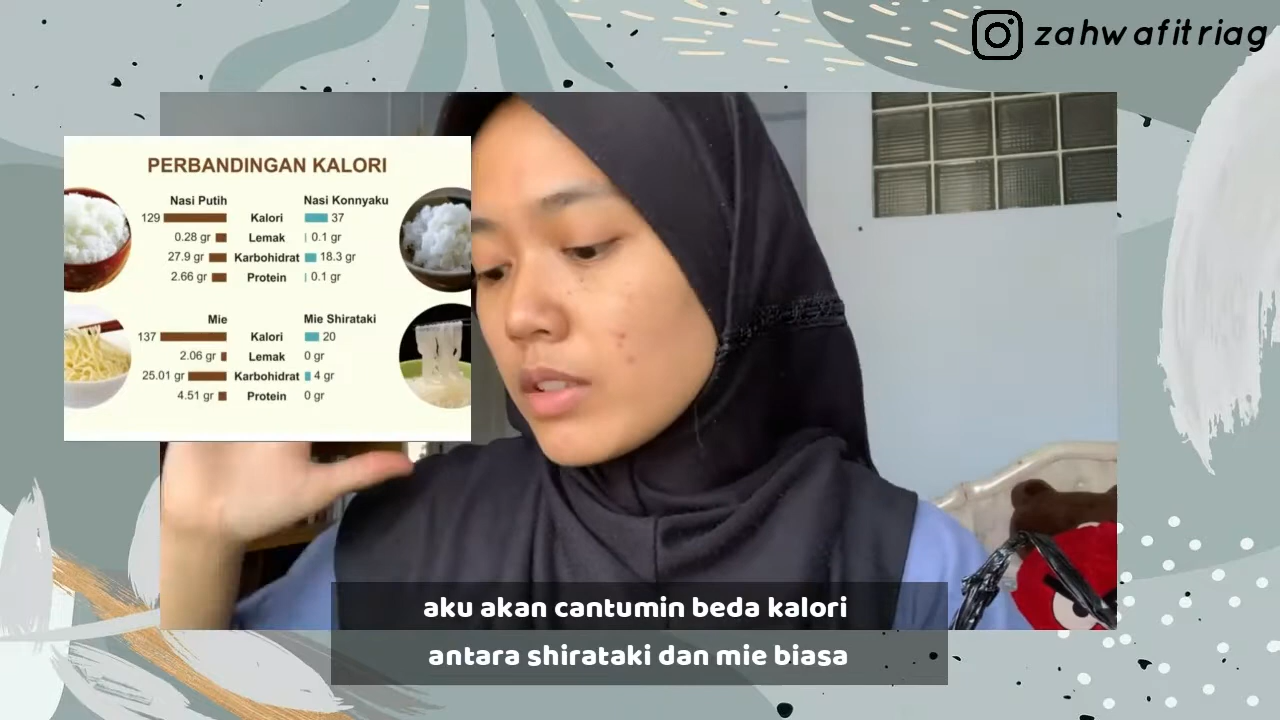 zahwafitriag
PERBANDINGAN KALORI
Nasi Putih Nasi Konnyaku
129 Kalori 37
0.28 gr Lemak 0.1 gr
27.9 gr Karbohidrat 18.3 gr
2.66 gr Protein 0.1 gr
Mie Mie Shirataki
137 Kalori 20
2.06 gr Lemak 0 gr
25.01 gr Karbohidrat 4 gr
4.51 gr Protein 0 gr
aku akan cantumin beda kalori
antara shirataki dan mie biasa